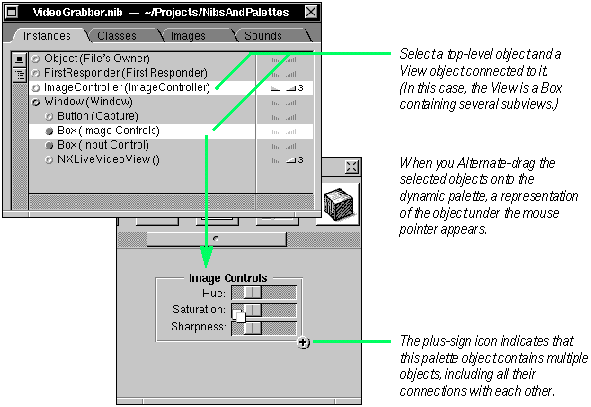 VideoGrabber.nib — ~/Projects/NibsAndPalettes
Instances
Classes
Images
Sounds
Object (File's Owner)
FirstResponder (First Responder)
ImageController (ImageController)
3
Window (Window)
Button (Capture)
Box (Image Controls)
Box (Input Control)
NXLiveVideoView ()
3
Image Controls
Hue:
Saturation:
Sharpness:
Select a top-level object and a
View object connected to it.
(In this case, the View is a Box
containing several subviews.)
When you Alternate-drag the
selected objects onto the
dynamic palette, a representation
of the object under the mouse
pointer appears.
The plus-sign icon indicates that
this palette object contains multiple
objects, including all their
connections with each other.